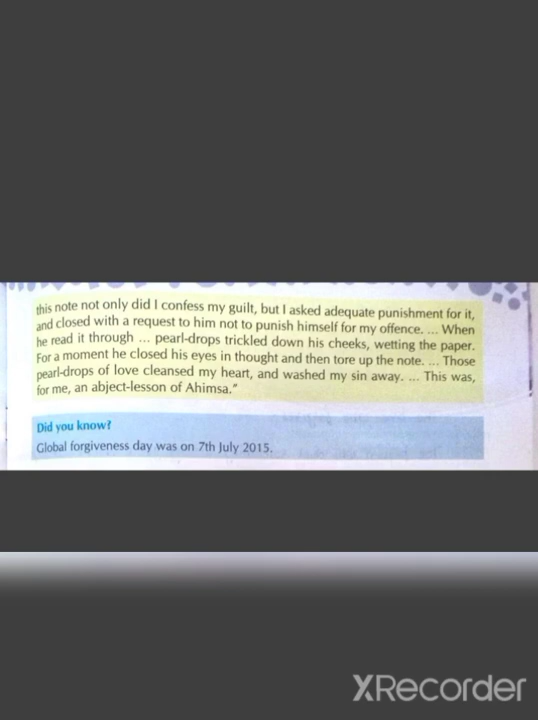 this note not only did I confess my guilt, but I asked adequate punishment for it,
and closed with a request to him not to punish himself for my offence. ... When
he read it through ... pearl-drops trickled down his cheeks, wetting the paper.
For a moment he closed his eyes in thought and then tore up the note. ... Those
pearl-drops of love cleansed my heart, and washed my sin away. ... This was,
for me, an abject-lesson of Ahimsa."
Did you know?
Global forgiveness day was on 7th July 2015.
XRecorder